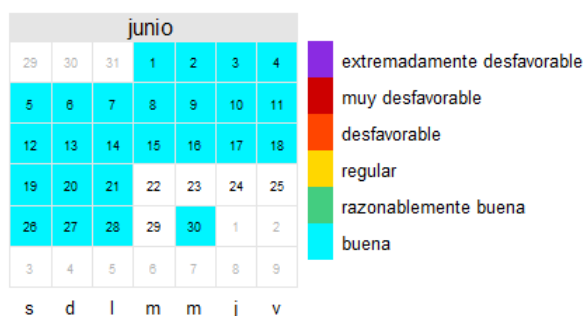 junio
29 30 31 1 2 3 4
5 6 7 8 9 10 11
12 13 14 15 16 17 18
19 20 21 22 23 24 25
26 27 28 29 30 1 2
3 4 5 6 7 8 9
s d l m m j v
extremadamente desfavorable
muy desfavorable
desfavorable
regular
razonablemente buena
buena